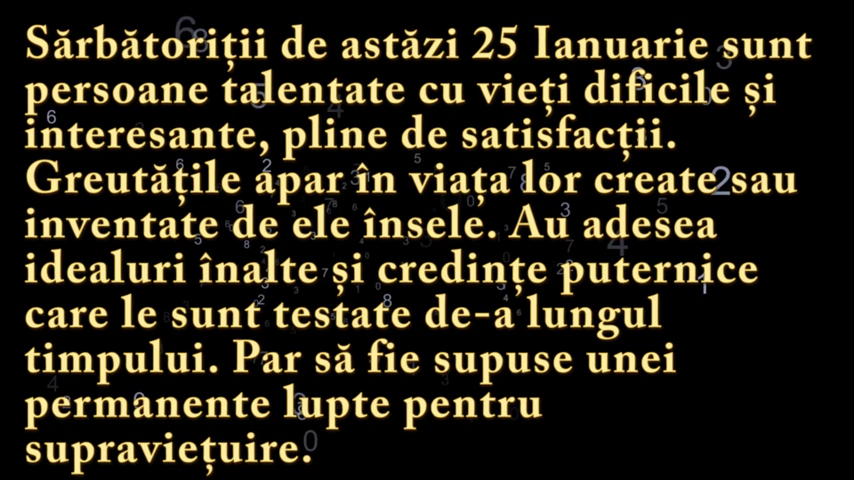 Sărbătoriții de astăzi 25 Ianuarie sunt
persoane talentate cu vieți dificile și
interesante, pline de satisfacții.
Greutățile apar în viața lor create sau
inventate de ele însele. Au adesea
idealuri înalte și credințe puternice
care le sunt testate de-a lungul
timpului. Par să fie supuse unei
permanente lupte pentru
supraviețuire.